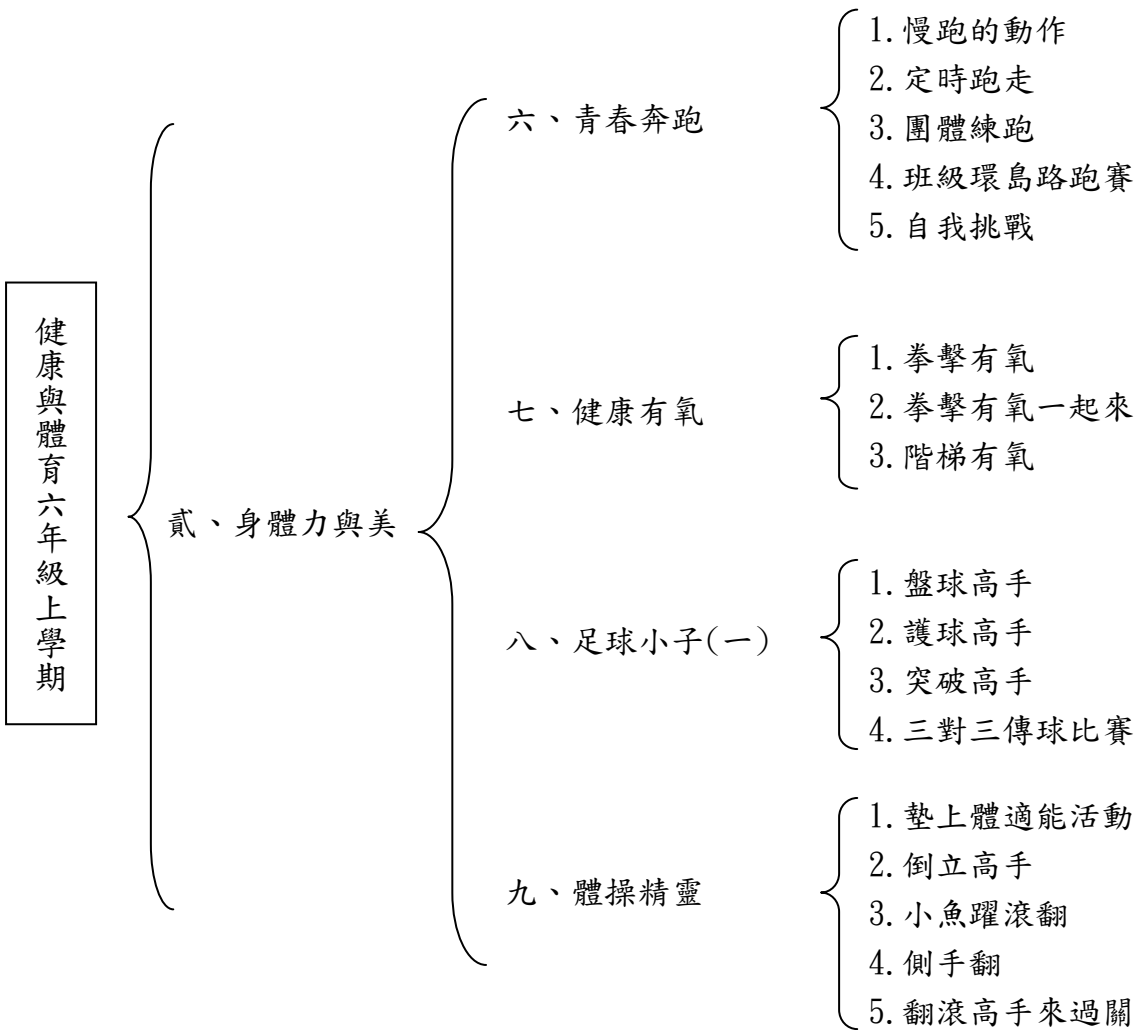 健康與體育六年級上學期
貳、身體力與美
六、青春奔跑
1.慢跑的動作
2.定時跑走
3.團體練跑
4.班級環島路跑賽
5.自我挑戰
七、健康有氧
1.拳擊有氧
2.拳擊有氧一起來
3.階梯有氧
八、足球小子(一)
1.盤球高手
2.護球高手
3.突破高手
4.三對三傳球比賽
九、體操精靈
1.墊上體適能活動
2.倒立高手
3.小魚躍滾翻
4.側手翻
5.翻滾高手來過關